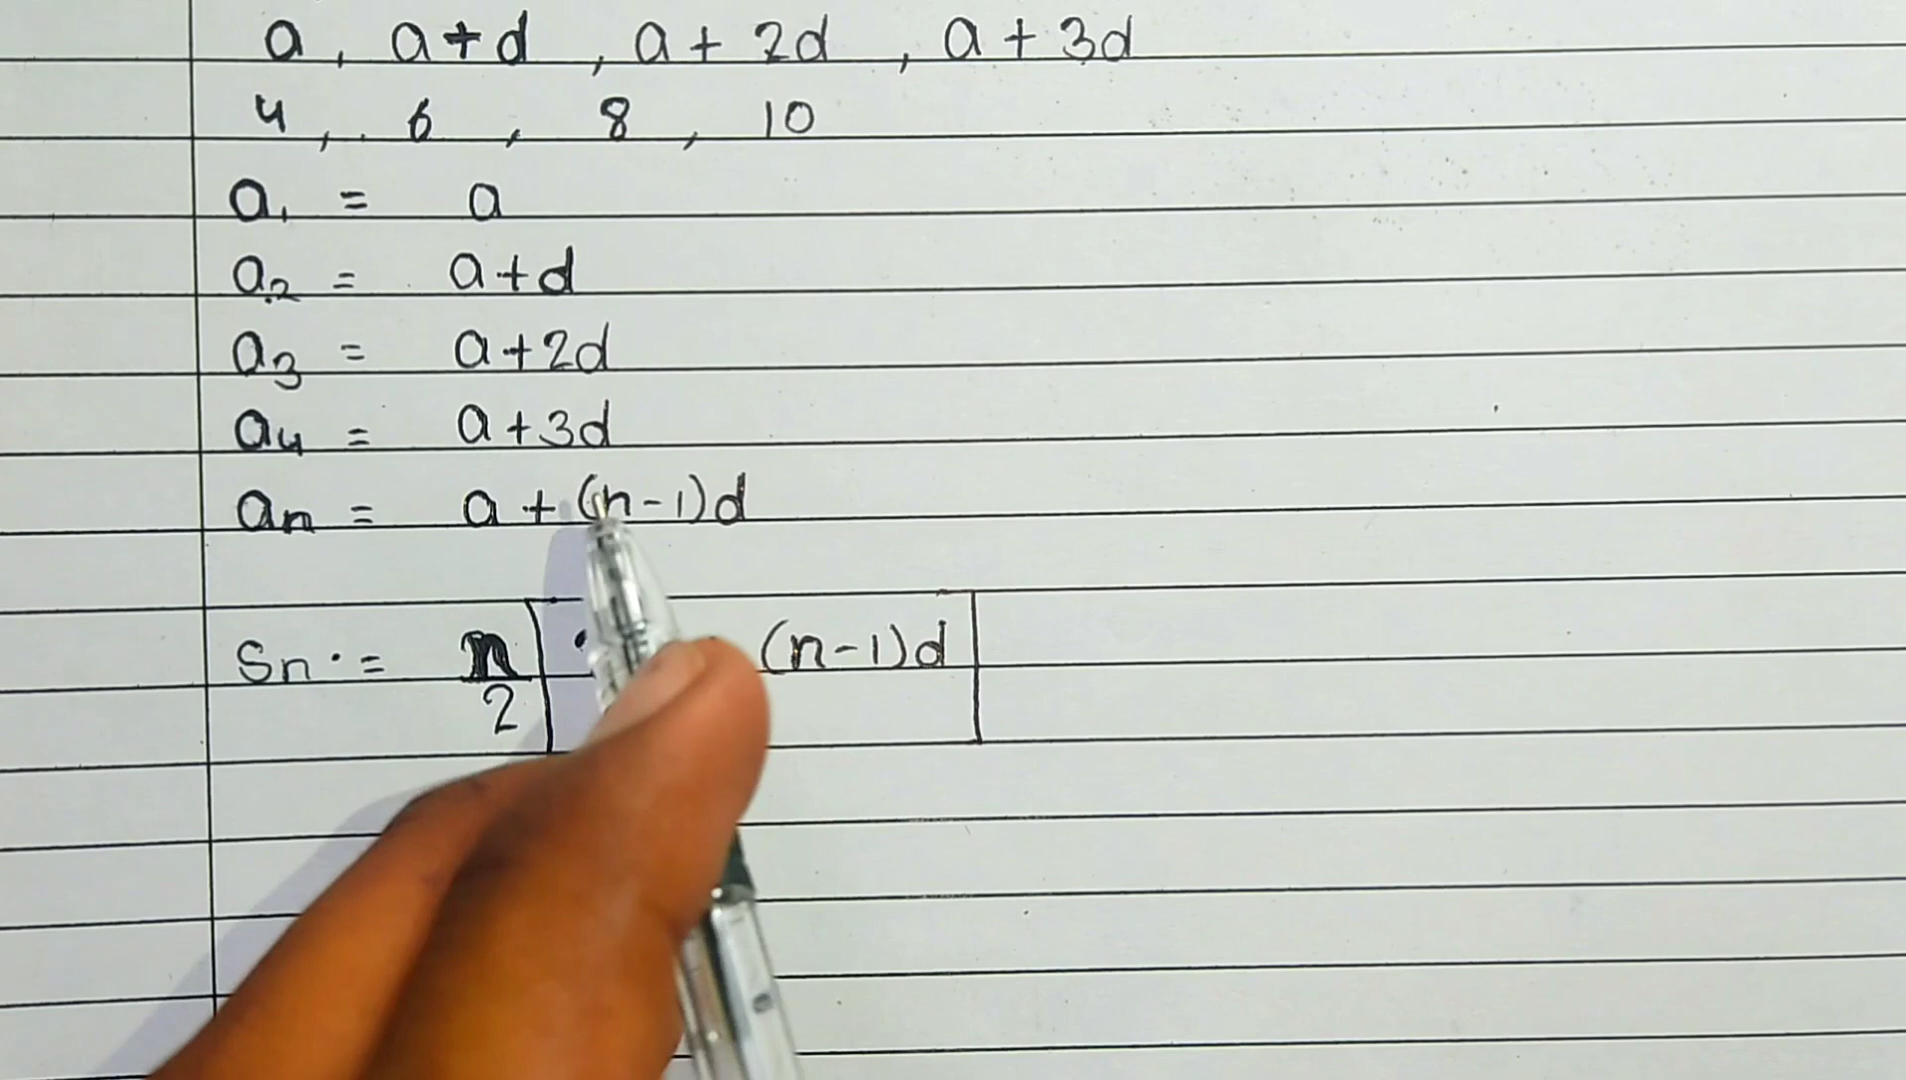 a, a+d, a+2d, a+3d
4, 6, 8, 10
a₁ = a
a₂ = a+d
a₃ = a+2d
a₄ = a+3d
aₙ = a+(n-1)d
Sn = n/2 [ (n-1)d ]